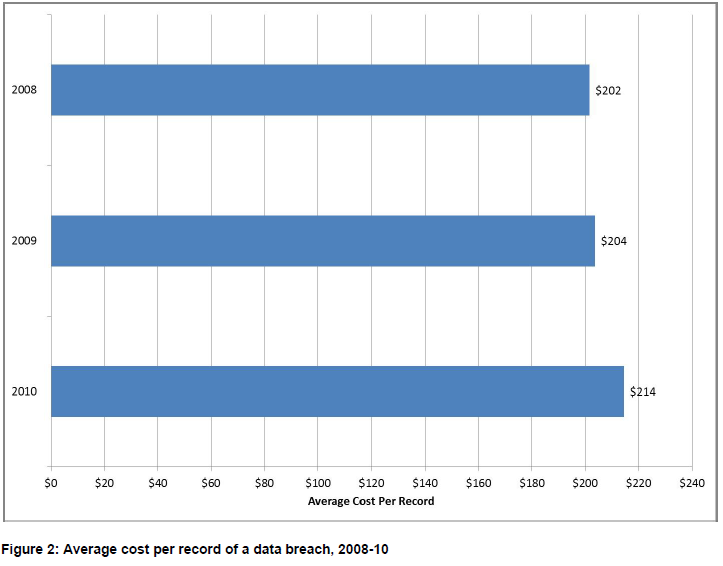 2008
$202
2009
$204
2010
$214
$0 $20 $40 $60 $80 $100 $120 $140 $160 $180 $200 $220 $240
Average Cost Per Record
Figure 2: Average cost per record of a data breach, 2008-10